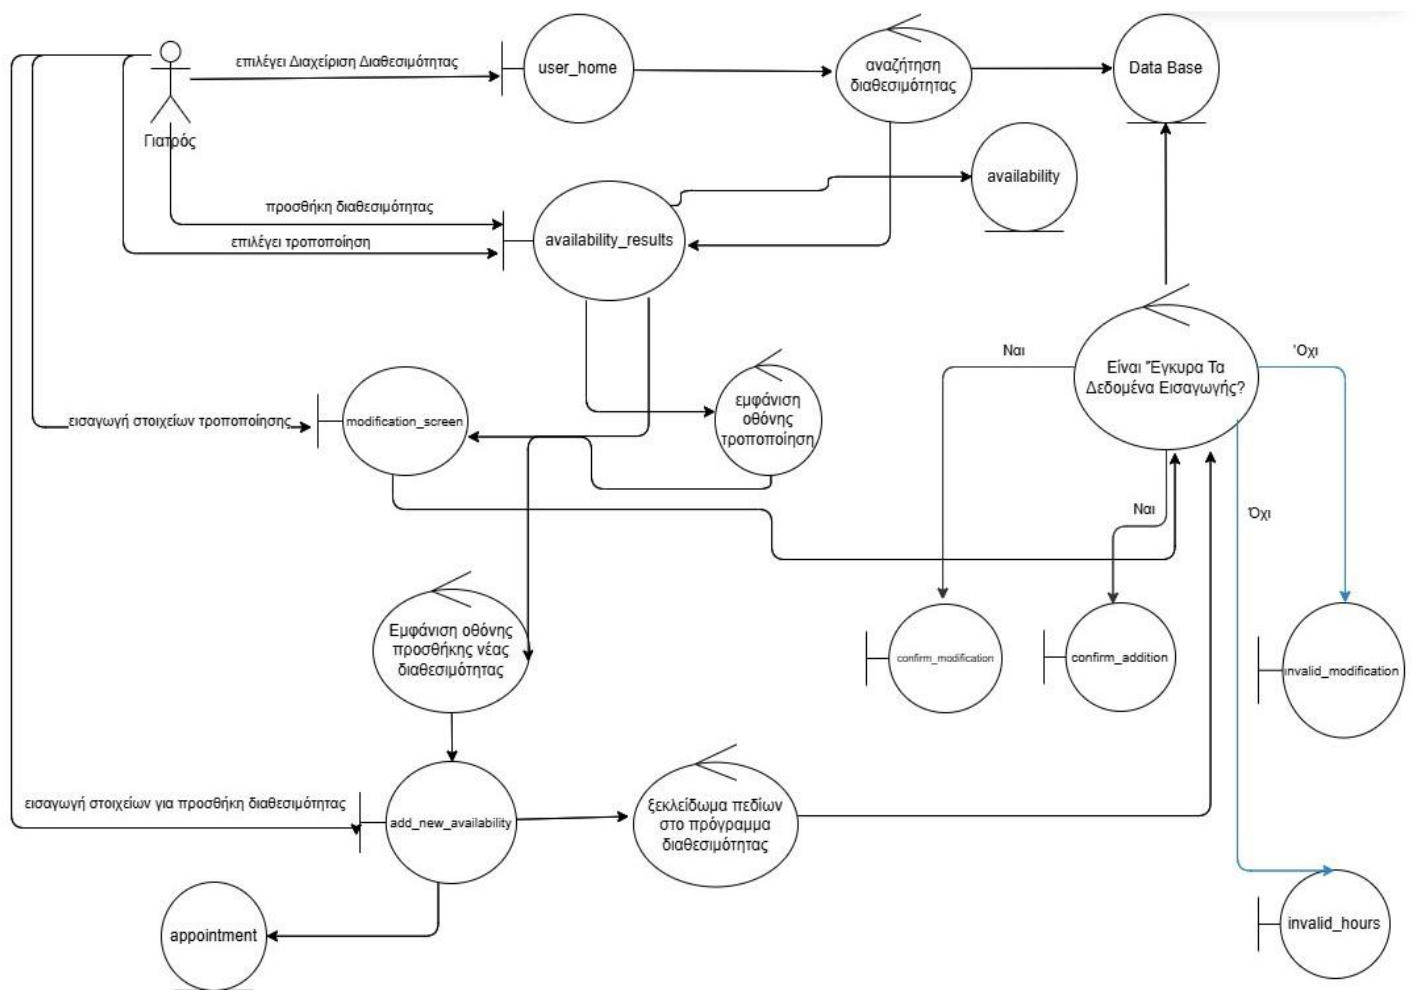 επιλέγει Διαχείριση Διαθεσιμότητας
user_home
αναζήτηση
διαθεσιμότητας
Data Base
Γιατρός
availability
προσθήκη διαθεσιμότητας
επιλέγει τροποποίηση
availability_results
Ναι
'Οχι
Είναι Έγκυρα Τα
Δεδομένα Εισαγωγής?
εισαγωγή στοιχείων τροποποίησης
modification_screen
εμφάνιση
οθόνης
τροποποίηση
Ναι
Όχι
Εμφάνιση οθόνης
προσθήκης νέας
διαθεσιμότητας
confirm_modification
confirm_addition
invalid_modification
εισαγωγή στοιχείων για προσθήκη διαθεσιμότητας
add_new_availability
ξεκλείδωμα πεδίων
στο πρόγραμμα
διαθεσιμότητας
appointment
invalid_hours